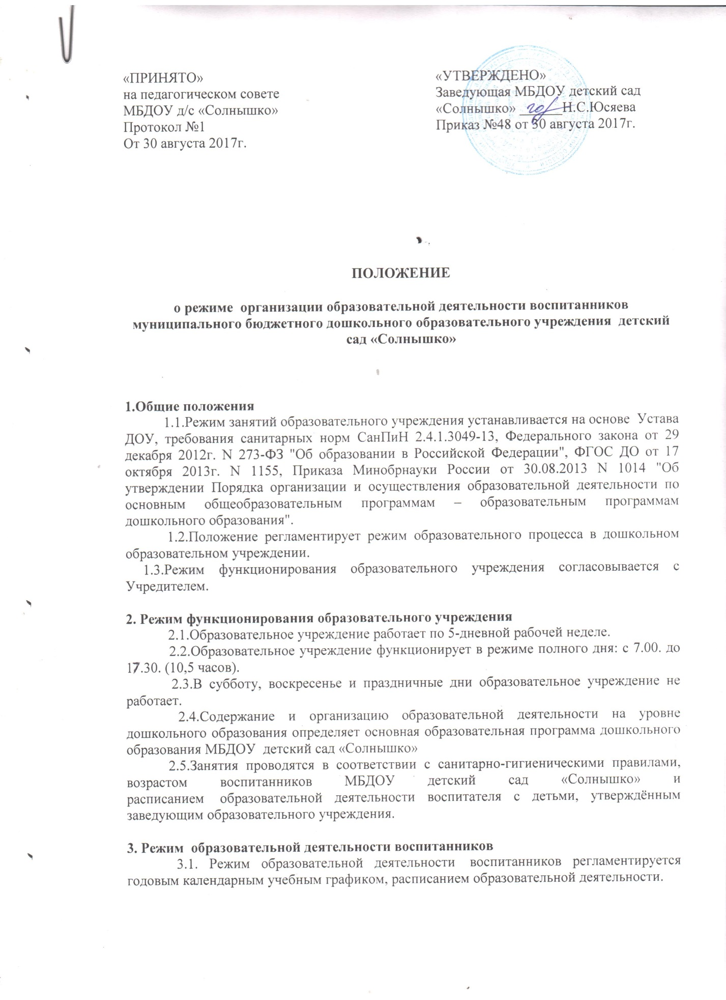 «ПРИНЯТО»
на педагогическом совете
МБДОУ д/с «Солнышко»
Протокол №1
От 30 августа 2017г.
«УТВЕРЖДЕНО»
Заведующая МБДОУ детский сад
«Солнышко» ______Н.С.Юсяева
Приказ №48 от 30 августа 2017г.
ПОЛОЖЕНИЕ
о режиме организации образовательной деятельности воспитанников
муниципального бюджетного дошкольного образовательного учреждения детский
сад «Солнышко»
1.Общие положения
1.1.Режим занятий образовательного учреждения устанавливается на основе Устава
ДОУ, требования санитарных норм СанПиН 2.4.1.3049-13, Федерального закона от 29
декабря 2012г. N 273-ФЗ "Об образовании в Российской Федерации", ФГОС ДО от 17
октября 2013г. N 1155, Приказа Минобрнауки России от 30.08.2013 N 1014 "Об
утверждении Порядка организации и осуществления образовательной деятельности по
основным общеобразовательным программам – образовательным программам
дошкольного образования".
1.2.Положение регламентирует режим образовательного процесса в дошкольном
образовательном учреждении.
1.3.Режим функционирования образовательного учреждения согласовывается с
Учредителем.
2. Режим функционирования образовательного учреждения
2.1.Образовательное учреждение работает по 5-дневной рабочей неделе.
2.2.Образовательное учреждение функционирует в режиме полного дня: с 7.00. до
17.30. (10,5 часов).
2.3.В субботу, воскресенье и праздничные дни образовательное учреждение не
работает.
2.4.Содержание и организацию образовательной деятельности на уровне
дошкольного образования определяет основная образовательная программа дошкольного
образования МБДОУ детский сад «Солнышко»
2.5.Занятия проводятся в соответствии с санитарно-гигиеническими правилами,
возрастом воспитанников МБДОУ детский сад «Солнышко» и
расписанием образовательной деятельности воспитателя с детьми, утверждённым
заведующим образовательного учреждения.
3. Режим образовательной деятельности воспитанников
3.1. Режим образовательной деятельности воспитанников регламентируется
годовым календарным учебным графиком, расписанием образовательной деятельности.